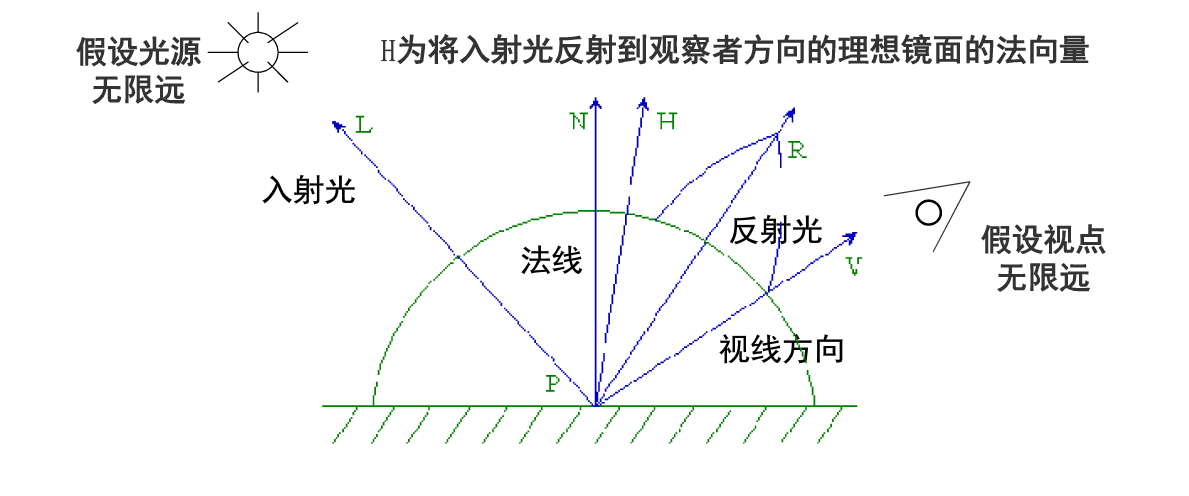 H为将入射光反射到观察者方向的理想镜面的法向量
假设光源
无限远
L
N
H
R
入射光
反射光
法线
V
假设视点
无限远
视线方向
P